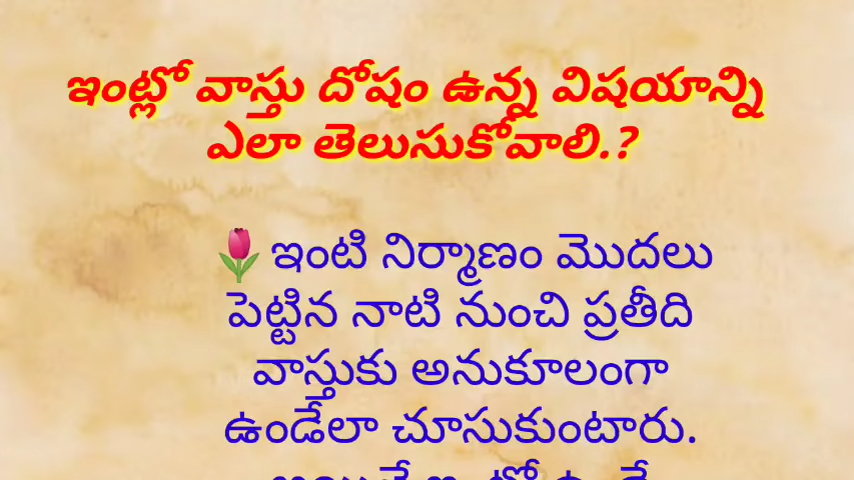 ఇంట్లో వాస్తు దోషం ఉన్న విషయాన్ని
ఎలా తెలుసుకోవాలి.?
🌷ఇంటి నిర్మాణం మొదలు
పెట్టిన నాటి నుంచి ప్రతీది
వాస్తుకు అనుకూలంగా
ఉండేలా చూసుకుంటారు.